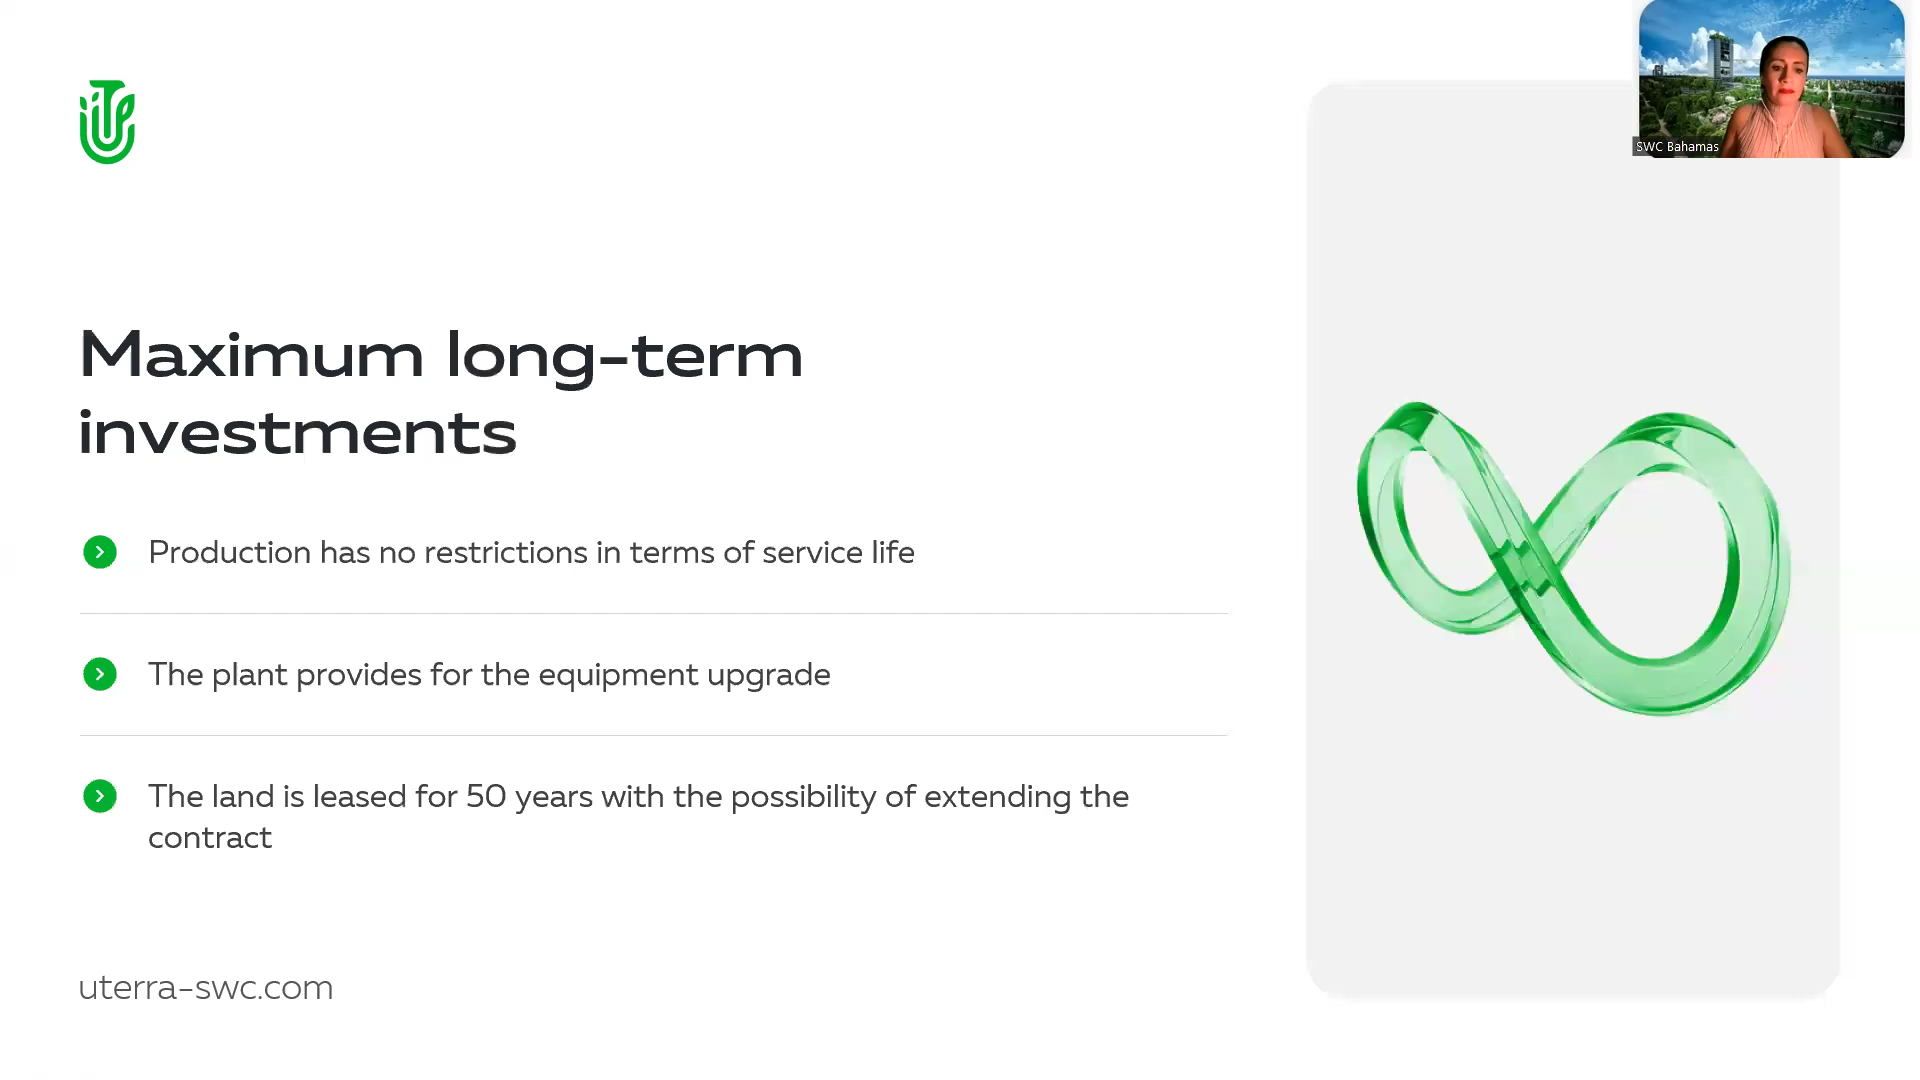 SWC Bahamas
Maximum long-term
investments
Production has no restrictions in terms of service life
The plant provides for the equipment upgrade
The land is leased for 50 years with the possibility of extending the
contract
uterra-swc.com